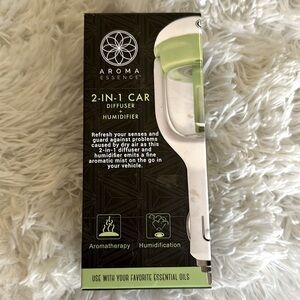 AROMA
ESSENCE
2-IN-1 CAR
DIFFUSER
+
HUMIDIFIER
Refresh your senses and
guard against problems
caused by dry air as this
2-in-1 diffuser and
humidifier emits a fine
aromatic mist on the go in
your vehicle.
Aromatherapy
Humidification
USE WITH YOUR FAVORITE ESSENTIAL OILS